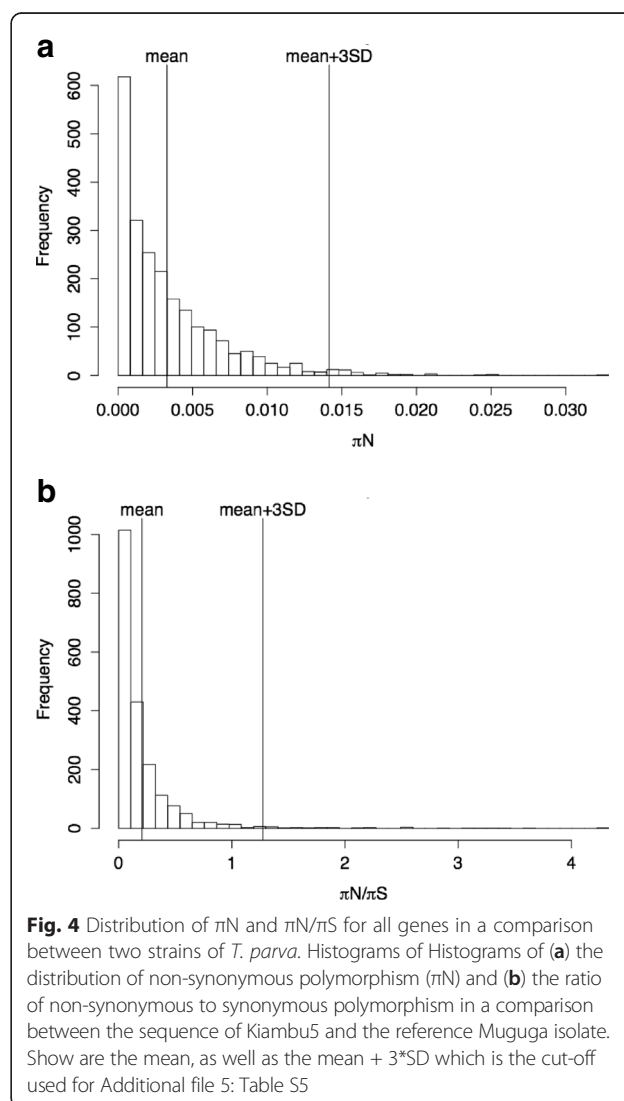 a
mean mean+3SD
600
500
400
300
200
100
0
Frequency
0.000 0.005 0.010 0.015 0.020 0.025 0.030
πN
b
mean mean+3SD
1000
800
600
400
200
0
Frequency
0 1 2 3 4
πN/πS
Fig. 4 Distribution of πN and πN/πS for all genes in a comparison
between two strains of T. parva. Histograms of Histograms of (a) the
distribution of non-synonymous polymorphism (πN) and (b) the ratio
of non-synonymous to synonymous polymorphism in a comparison
between the sequence of Kiambu5 and the reference Muguga isolate.
Show are the mean, as well as the mean + 3*SD which is the cut-off
used for Additional file 5: Table S5